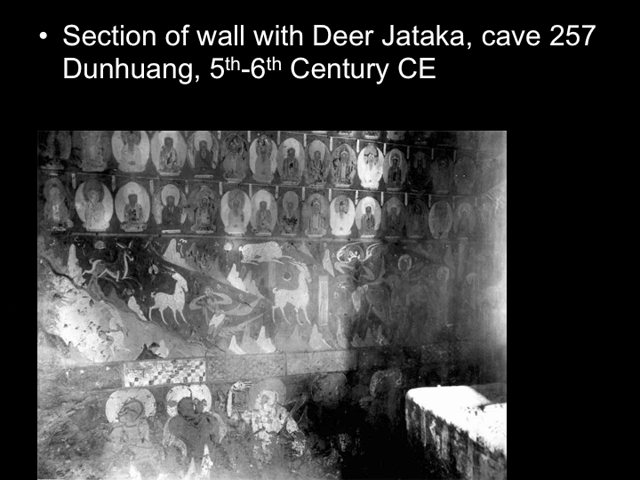 • Section of wall with Deer Jataka, cave 257
Dunhuang, 5th-6th Century CE